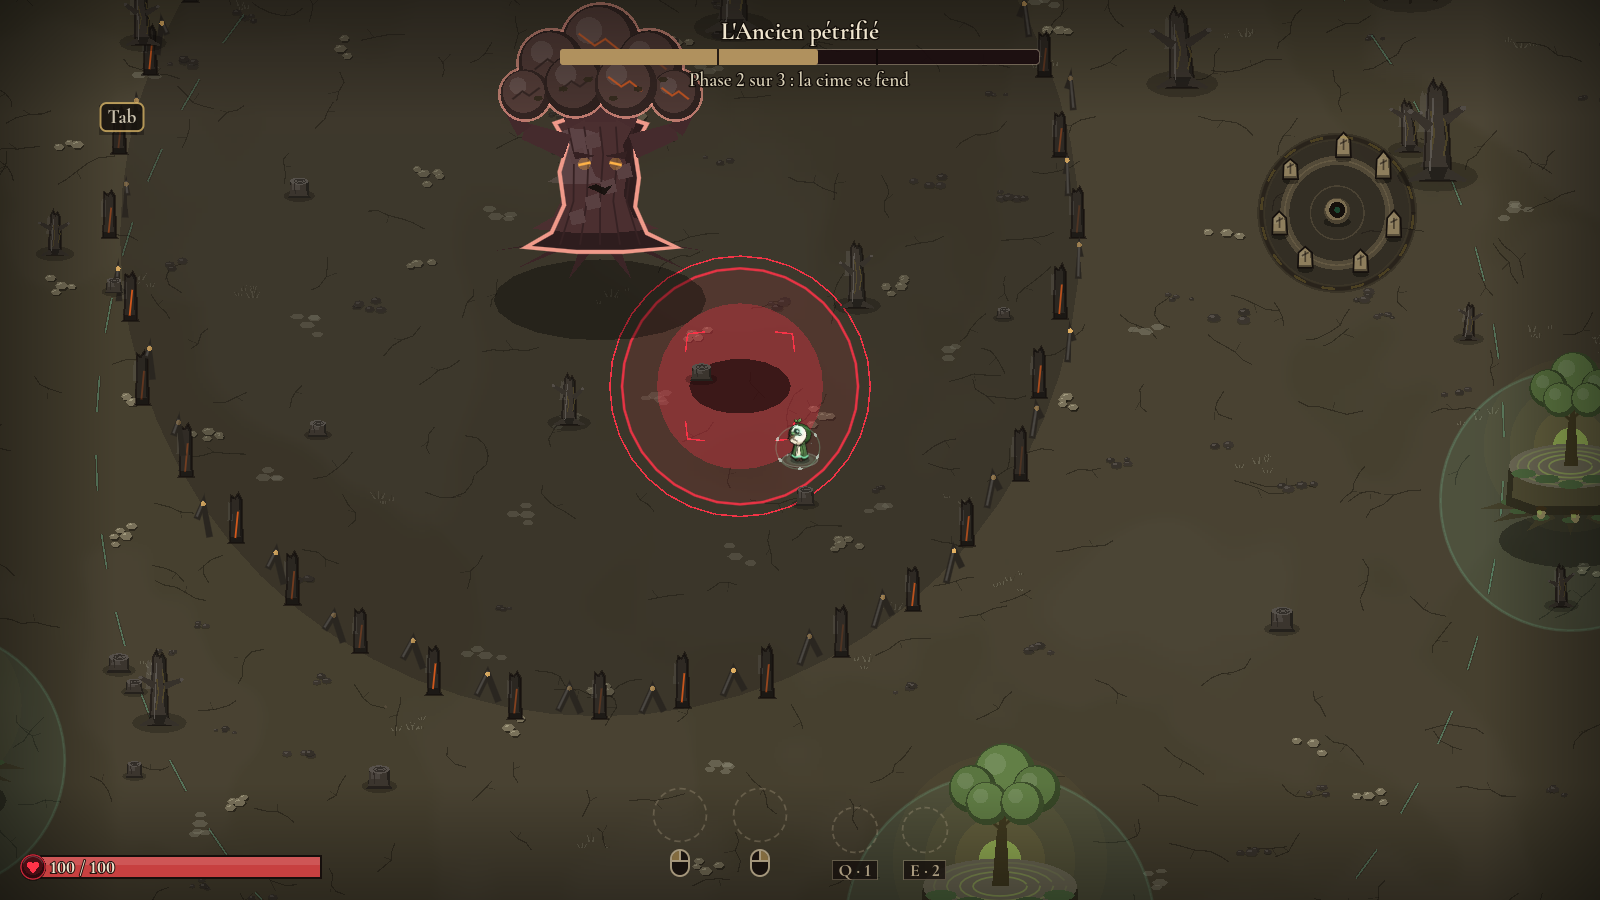 L'Ancien pétrifié
Phase 2 sur 3 : la cime se fend
Tab
100 / 100
Q · 1
E · 2